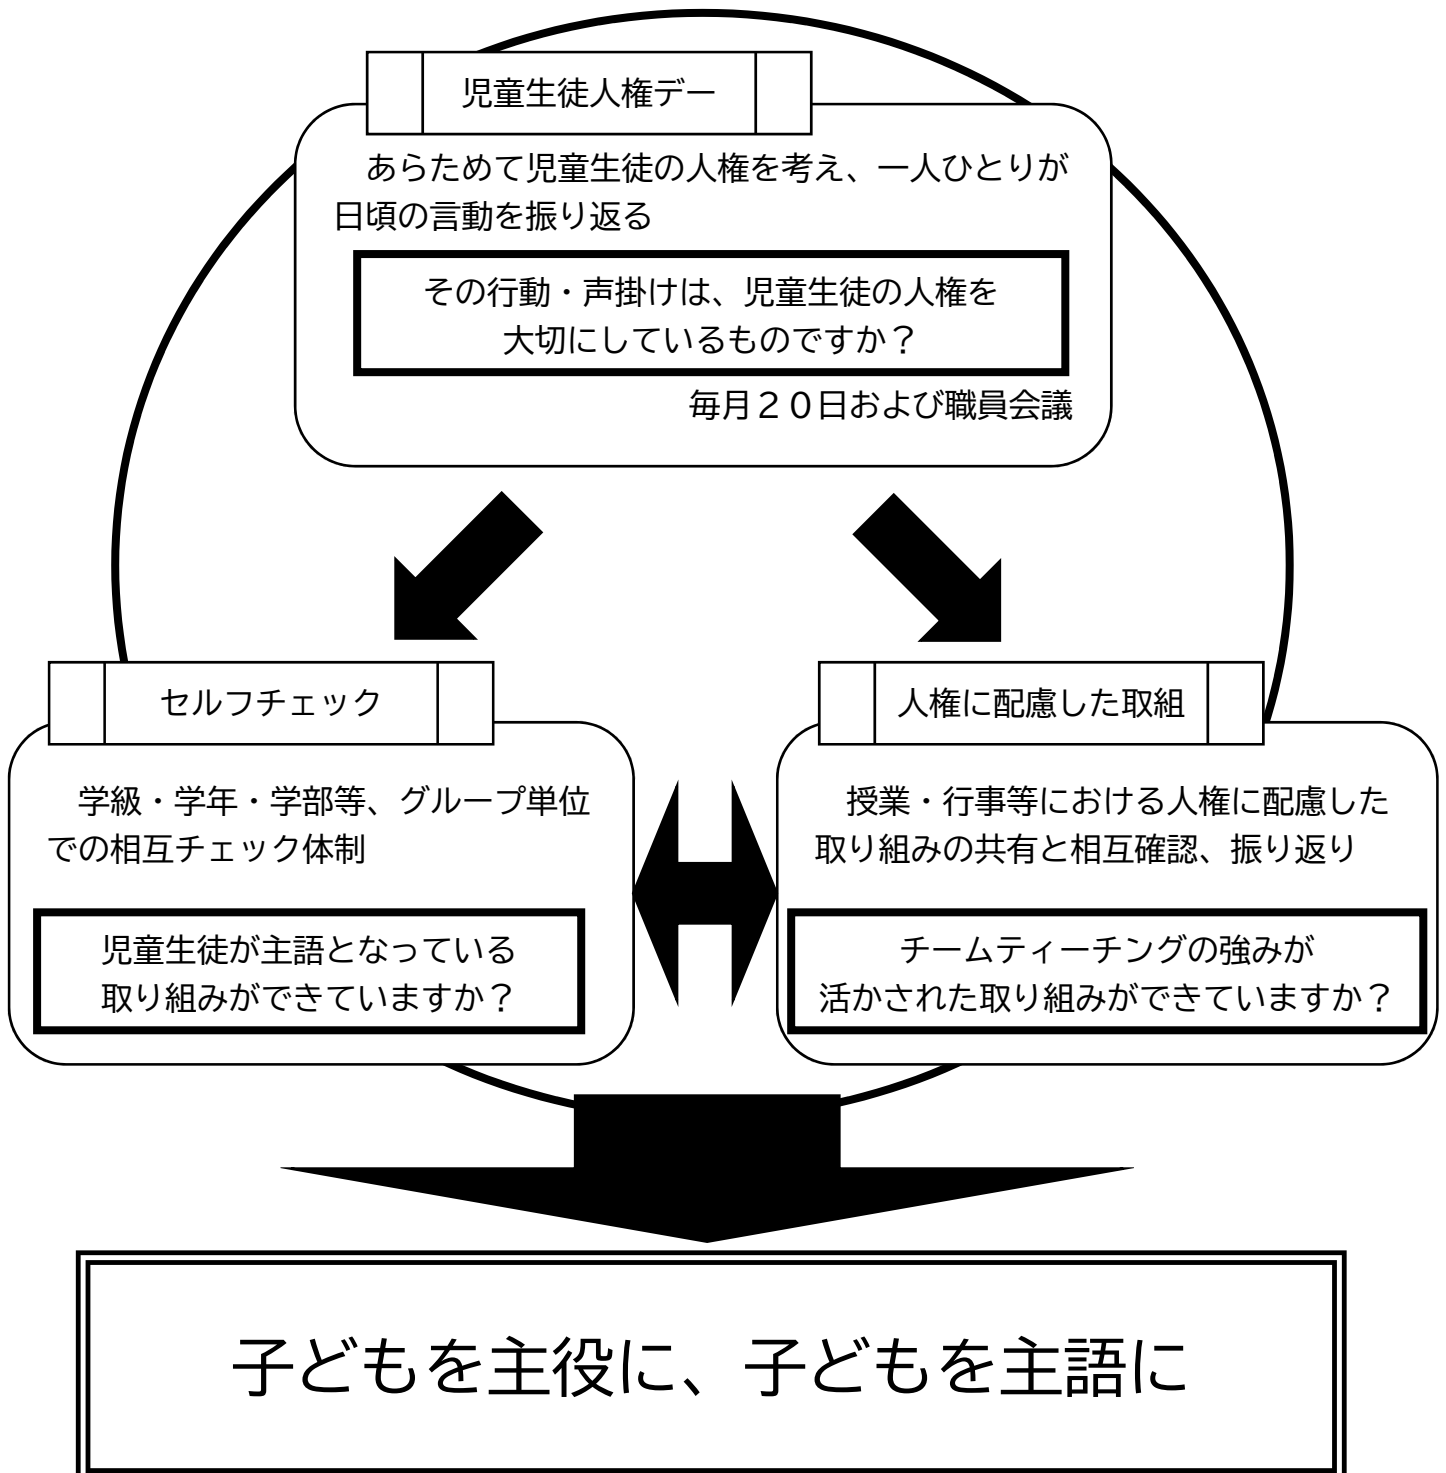 児童生徒人権デー
あらためて児童生徒の人権を考え、一人ひとりが
日頃の言動を振り返る
その行動・声掛けは、児童生徒の人権を
大切にしているものですか？
毎月２０日および職員会議
セルフチェック
学級・学年・学部等、グループ単位
での相互チェック体制
児童生徒が主語となっている
取り組みができていますか？
人権に配慮した取組
授業・行事等における人権に配慮した
取り組みの共有と相互確認、振り返り
チームティーチングの強みが
活かされた取り組みができていますか？
子どもを主役に、子どもを主語に